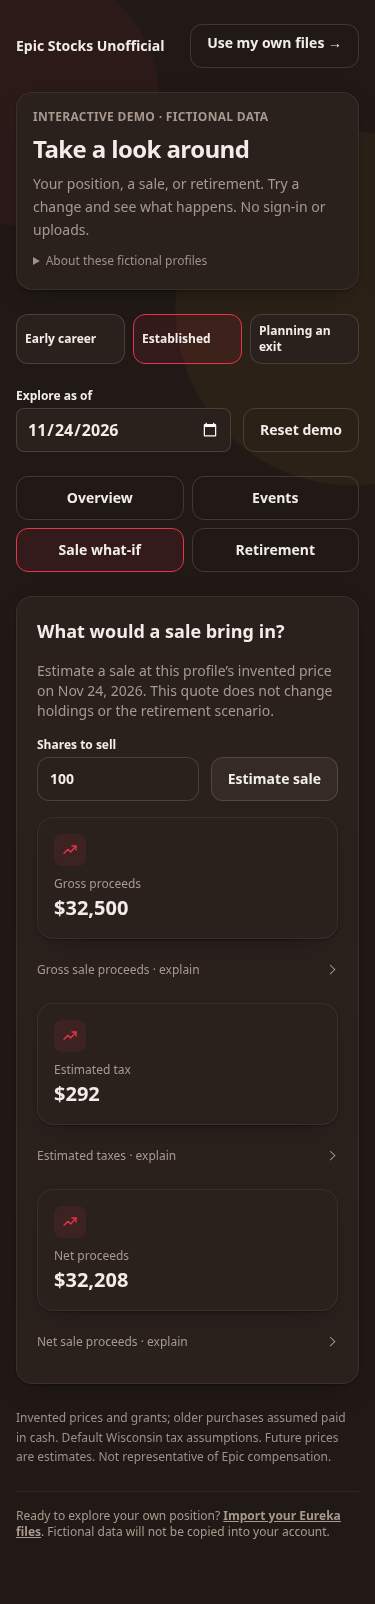 Epic Stocks Unofficial
Use my own files →
INTERACTIVE DEMO · FICTIONAL DATA
Take a look around
Your position, a sale, or retirement. Try a
change and see what happens. No sign-in or
uploads.
▶ About these fictional profiles
Early career
Established
Planning an
exit
Explore as of
11/24/2026
Reset demo
Overview
Events
Sale what-if
Retirement
What would a sale bring in?
Estimate a sale at this profile’s invented price
on Nov 24, 2026. This quote does not change
holdings or the retirement scenario.
Shares to sell
100
Estimate sale
Gross proceeds
$32,500
Gross sale proceeds · explain
Estimated tax
$292
Estimated taxes · explain
Net proceeds
$32,208
Net sale proceeds · explain
Invented prices and grants; older purchases assumed paid
in cash. Default Wisconsin tax assumptions. Future prices
are estimates. Not representative of Epic compensation.
Ready to explore your own position? Import your Eureka
files. Fictional data will not be copied into your account.